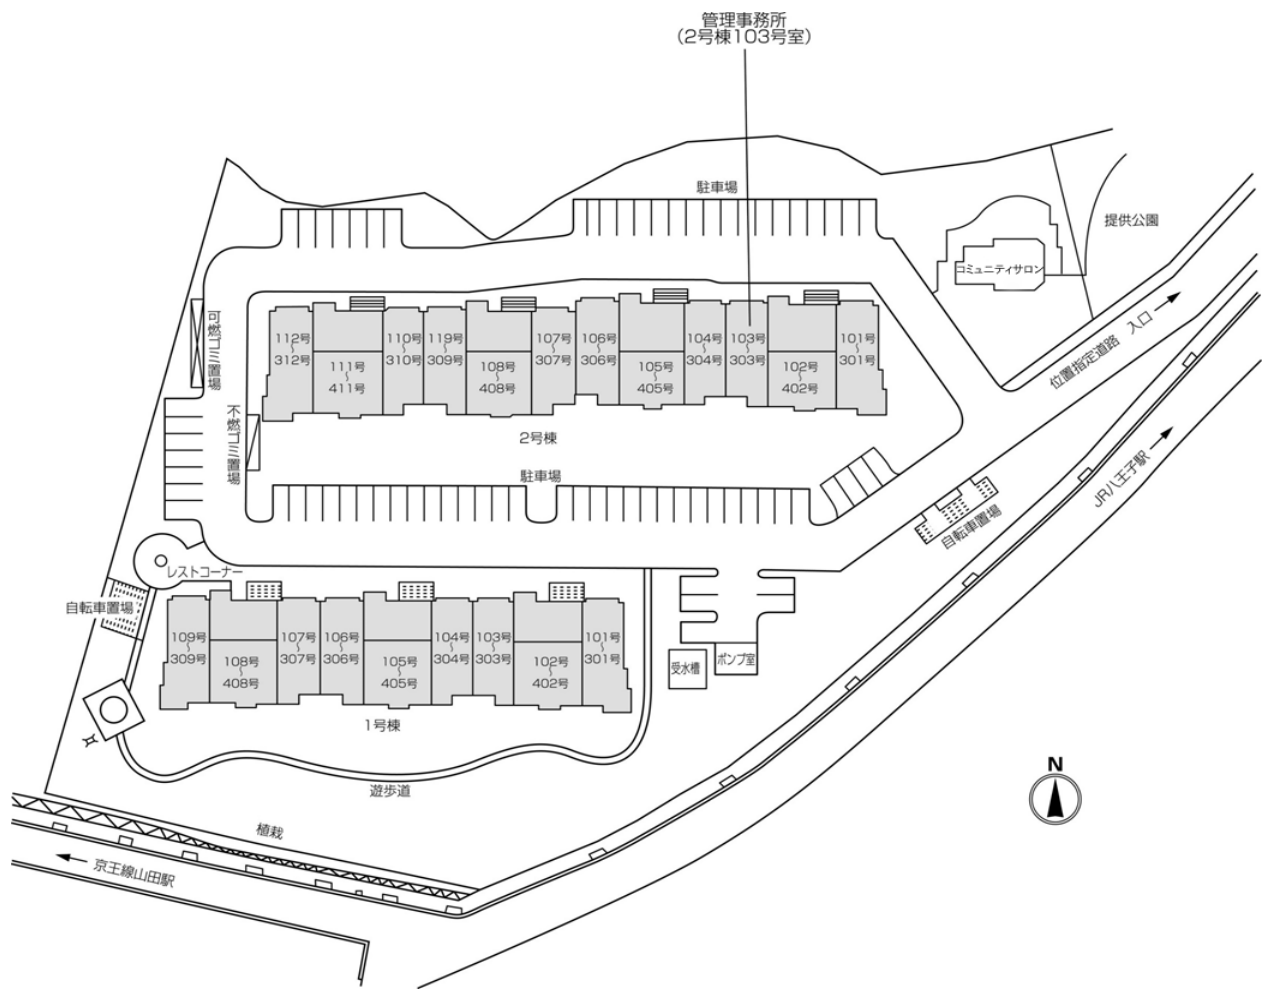 管理事務所
(2号棟103号室)
駐車場
提供公園
コミュニティサロン
位置指定道路 入口
可燃ゴミ置場
不燃ゴミ置場
112号
～
312号
111号
～
411号
110号
～
310号
119号
～
309号
108号
～
408号
107号
～
307号
106号
～
306号
105号
～
405号
104号
～
304号
103号
～
303号
102号
～
402号
101号
～
301号
2号棟
駐車場
自転車置場
JR八王子駅
レストコーナー
自転車置場
109号
～
309号
108号
～
408号
107号
～
307号
106号
～
306号
105号
～
405号
104号
～
304号
103号
～
303号
102号
～
402号
101号
～
301号
1号棟
受水槽
ポンプ室
遊歩道
植栽
京王線山田駅
N